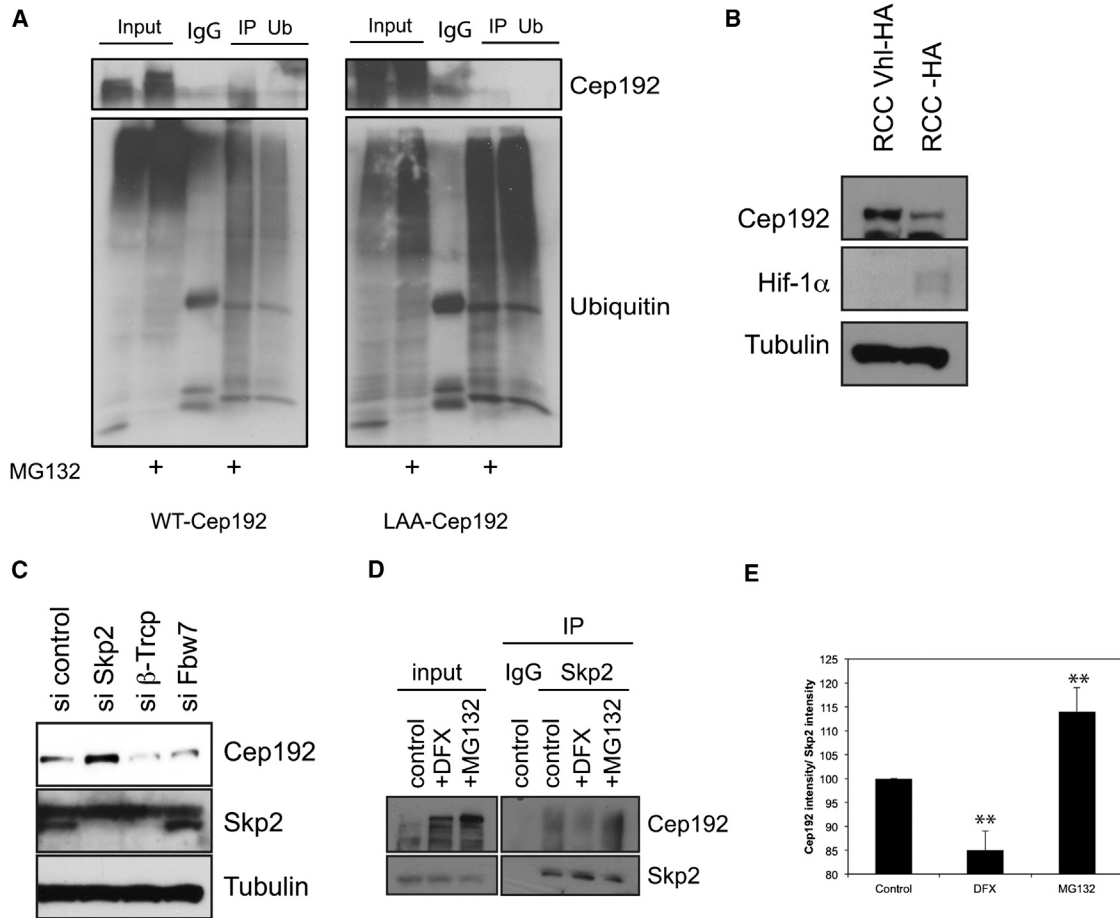 A
Input IgG IP Ub
Input IgG IP Ub
Cep192
Ubiquitin
MG132 + + + +
WT-Cep192
LAA-Cep192
B
RCC Vhl-HA
RCC -HA
Cep192
Hif-1α
Tubulin
C
si control
si Skp2
si β-Trcp
si Fbw7
Cep192
Skp2
Tubulin
D
IP
input IgG Skp2
control
+DFX
+MG132
control
control
+DFX
+MG132
Cep192
Skp2
E
Cep192 intensity/ Skp2 intensity
125
120
115
110
105
100
95
90
85
80
**
**
Control DFX MG132